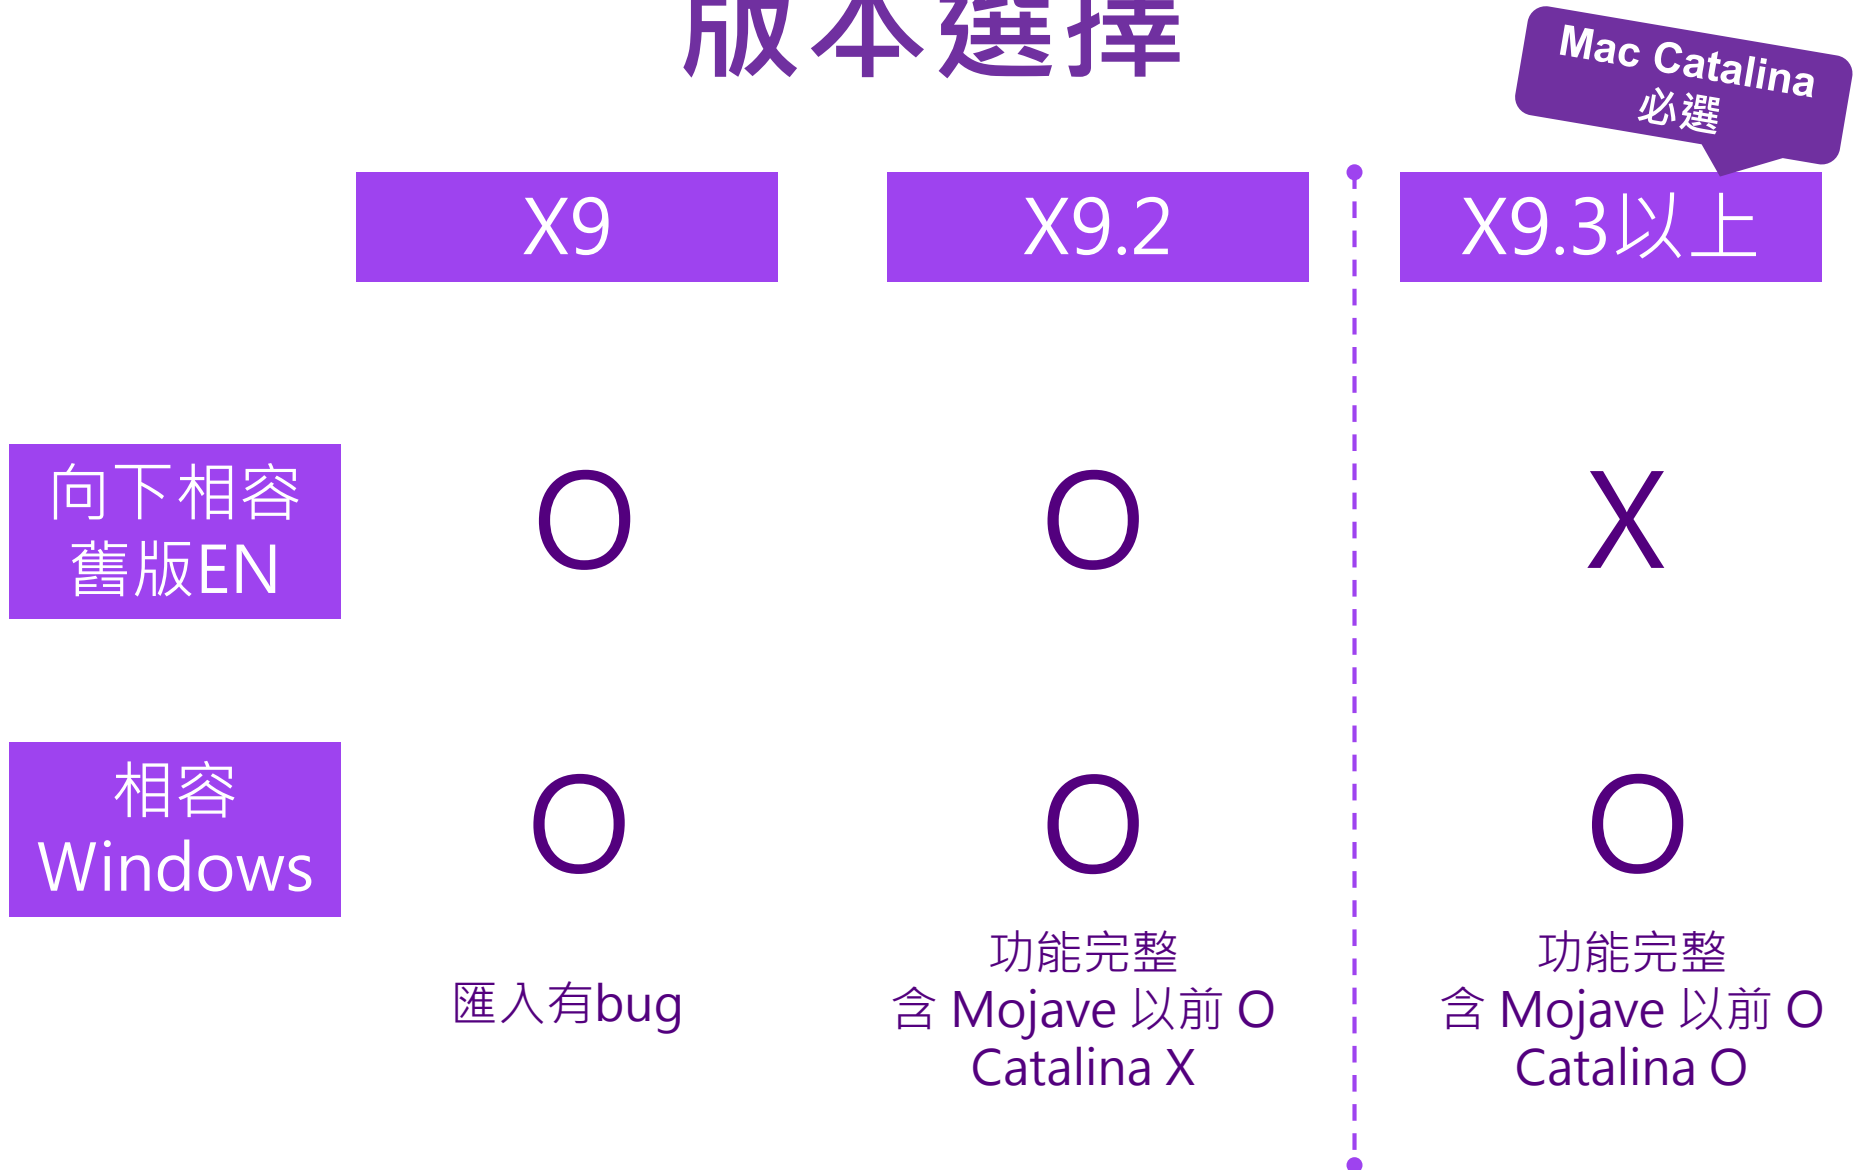 版本選擇
Mac Catalina
必選
X9
X9.2
X9.3以上
向下相容
舊版EN
O
O
X
相容
Windows
O
O
O
匯入有bug
功能完整
含 Mojave 以前 O
Catalina X
功能完整
含 Mojave 以前 O
Catalina O